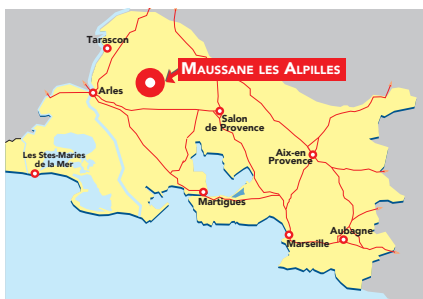 Tarascon
MAUSSANE LES ALPILLES
Arles
Salon
de Provence
Les Stes-Maries
de la Mer
Aix-en
Provence
Martigues
Marseille
Aubagne